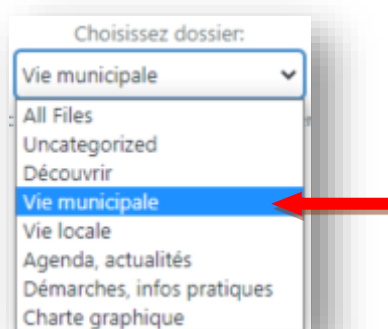 Choisissez dossier:
Vie municipale
All Files
Uncategorized
Découvrir
Vie municipale
Vie locale
Agenda, actualités
Démarches, infos pratiques
Charte graphique